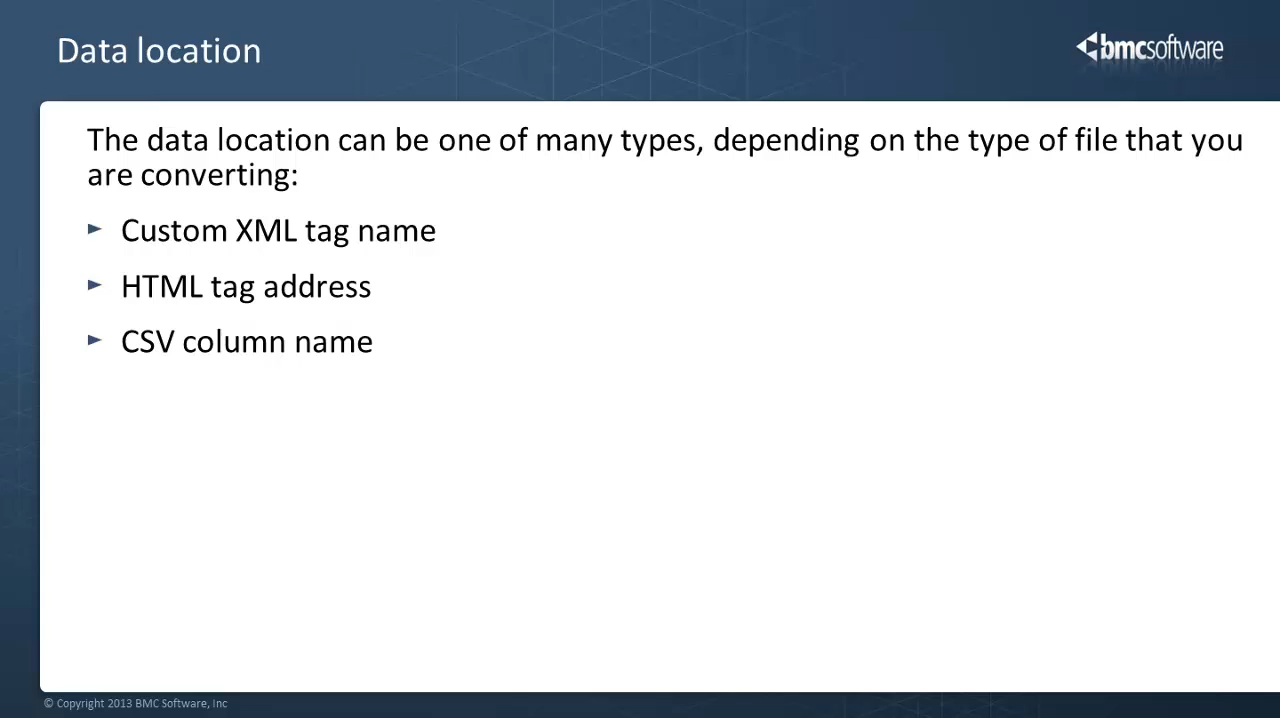 Data location
bmcsoftware
The data location can be one of many types, depending on the type of file that you
are converting:
► Custom XML tag name
► HTML tag address
► CSV column name
© Copyright 2013 BMC Software, Inc